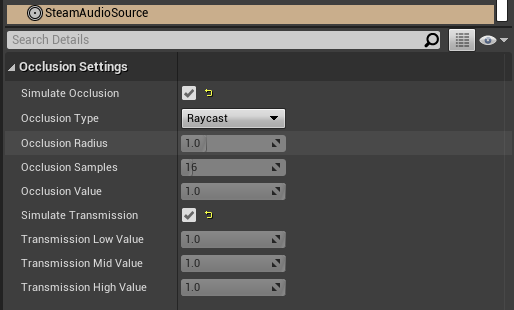 SteamAudioSource
Search Details
Occlusion Settings
Simulate Occlusion
Occlusion Type Raycast
Occlusion Radius 1.0
Occlusion Samples 16
Occlusion Value 1.0
Simulate Transmission
Transmission Low Value 1.0
Transmission Mid Value 1.0
Transmission High Value 1.0